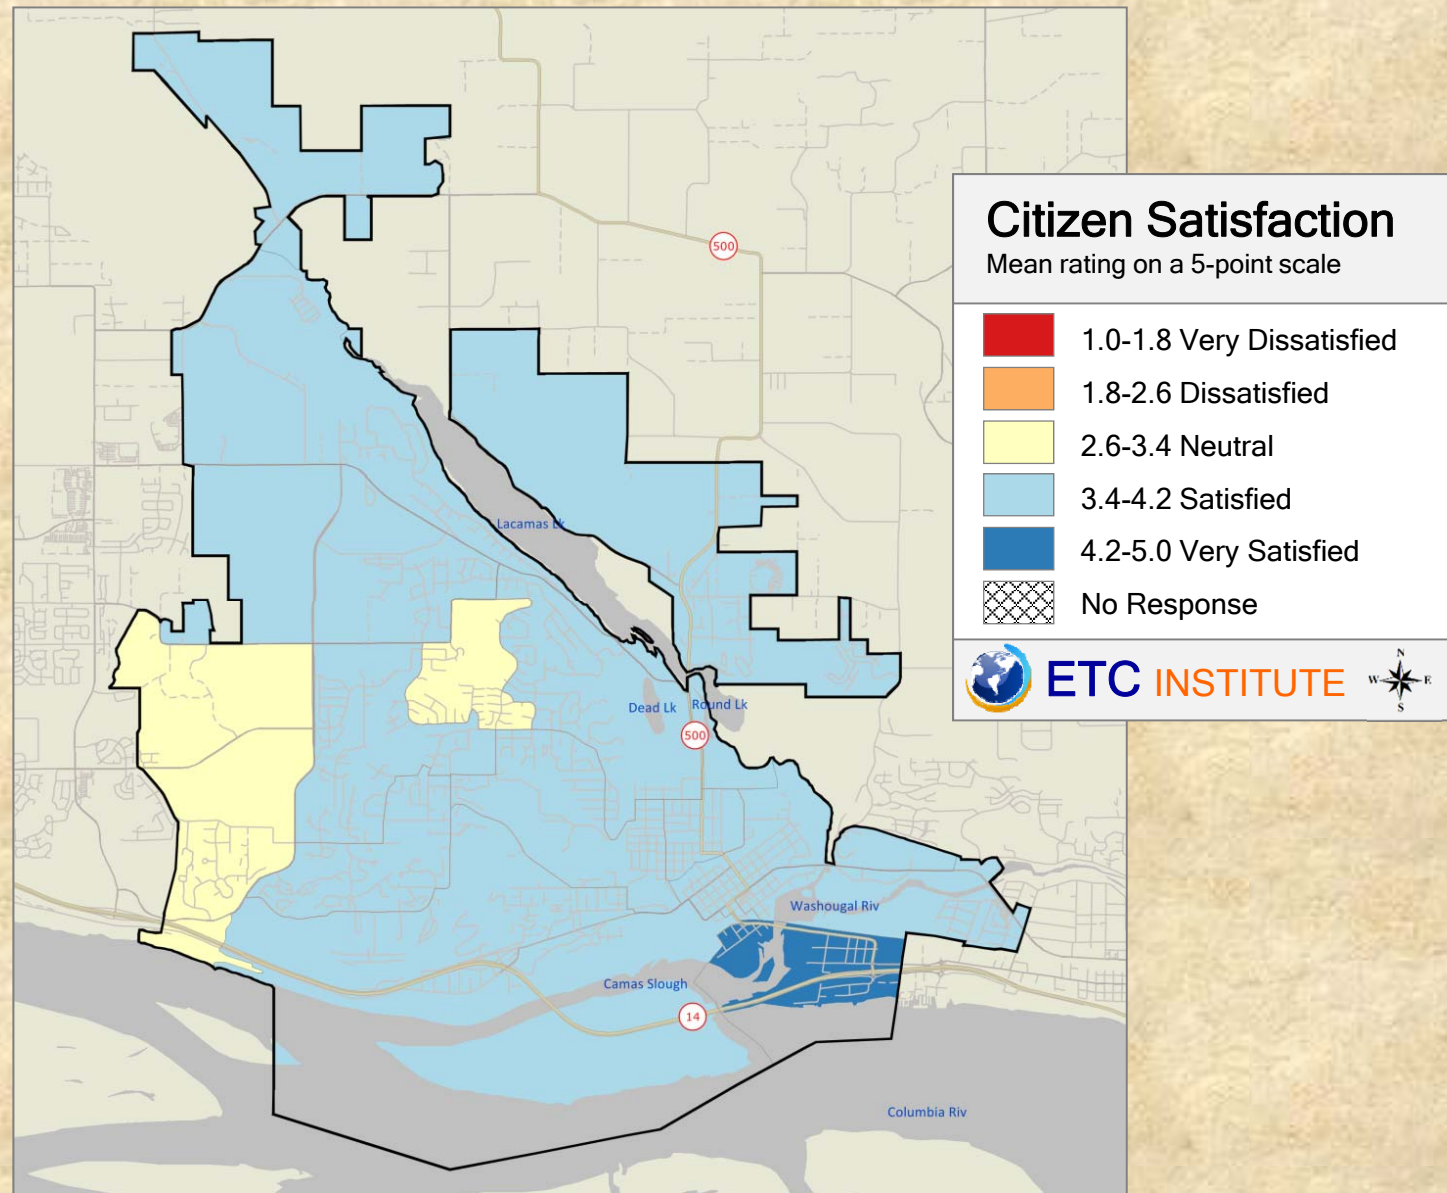 500
Citizen Satisfaction
Mean rating on a 5-point scale
1.0-1.8 Very Dissatisfied
1.8-2.6 Dissatisfied
2.6-3.4 Neutral
3.4-4.2 Satisfied
4.2-5.0 Very Satisfied
No Response
ETC INSTITUTE
N
W E
S
Lacamas Lk
Dead Lk
Round Lk
500
Washougal Riv
Camas Slough
14
Columbia Riv